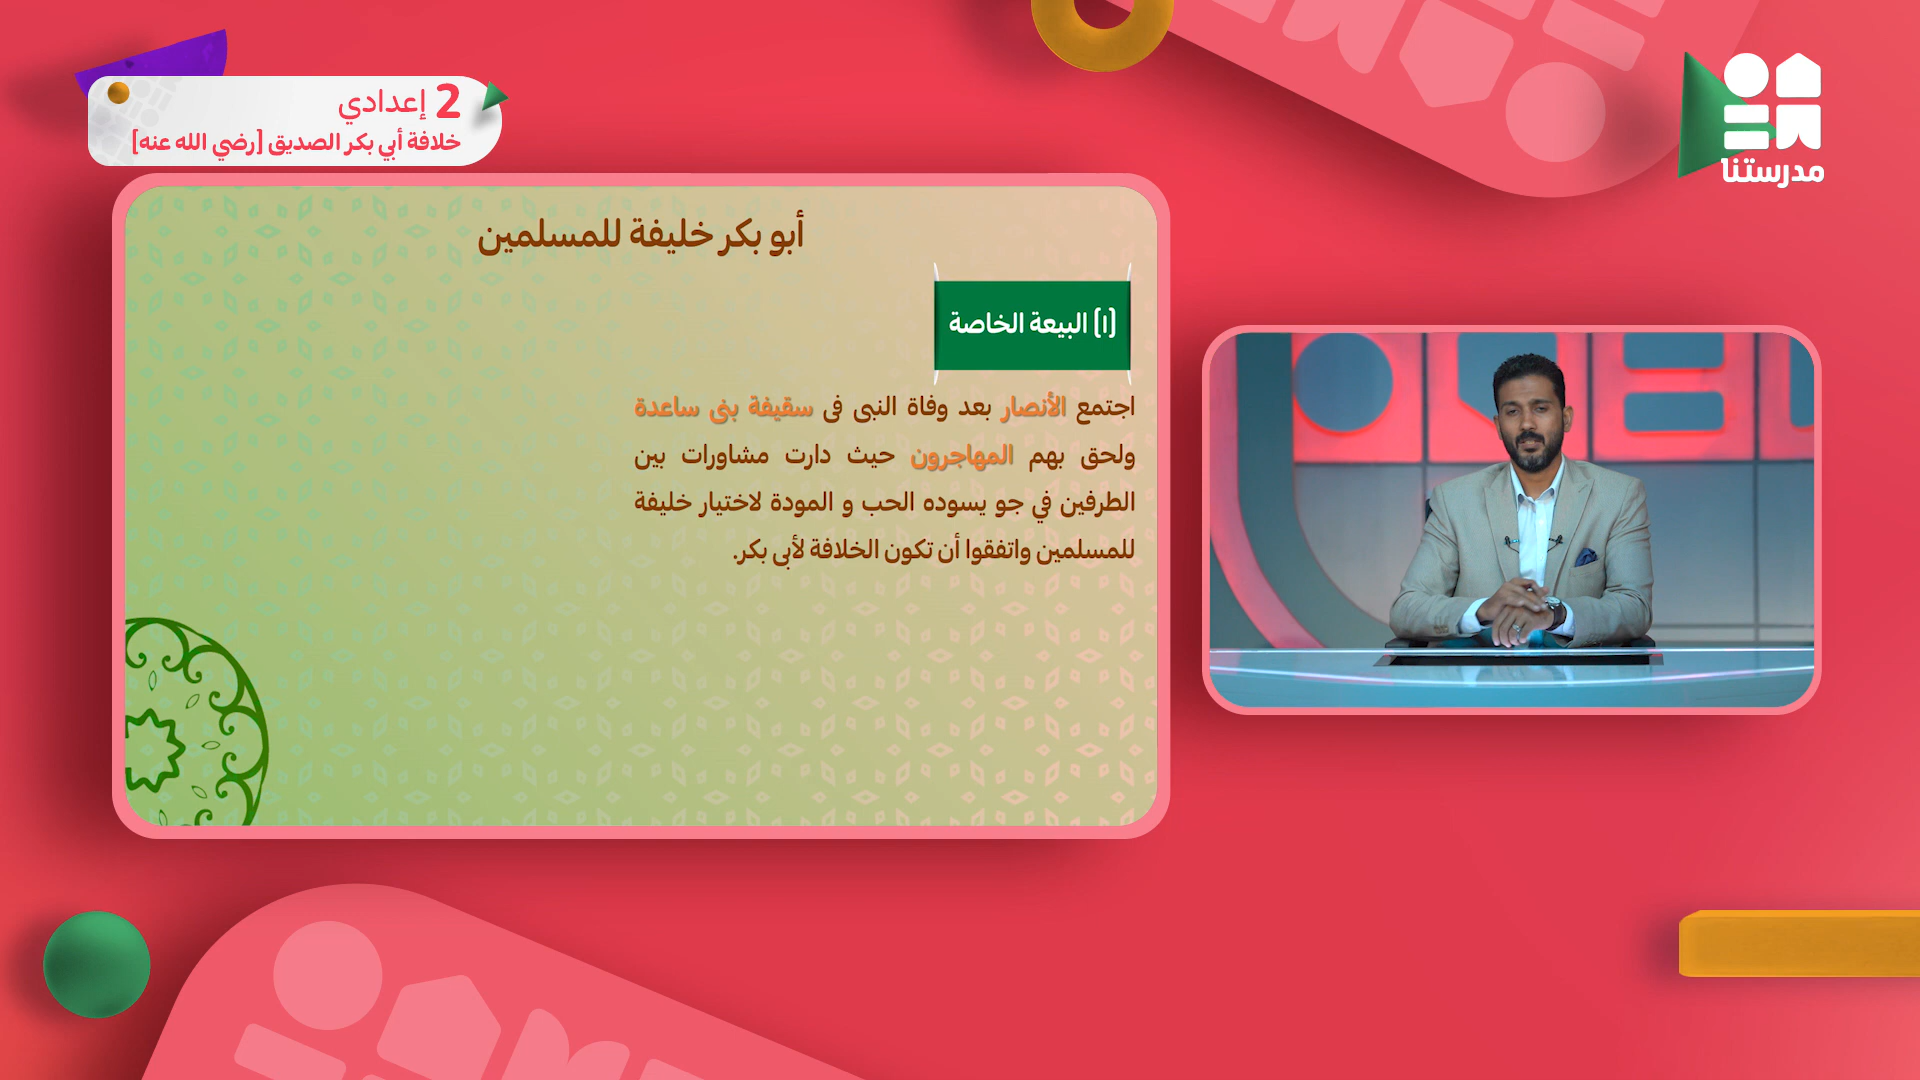 2 إعدادي
خلافة أبي بكر الصديق [رضي الله عنه]
مدرستنا
أبو بكر خليفة للمسلمين
(١) البيعة الخاصة
اجتمع الأنصار بعد وفاة النبى فى سقيفة بنى ساعدة
ولحق بهم المهاجرون حيث دارت مشاورات بين
الطرفين في جو يسوده الحب و المودة لاختيار خليفة
للمسلمين واتفقوا أن تكون الخلافة لأبى بكر.